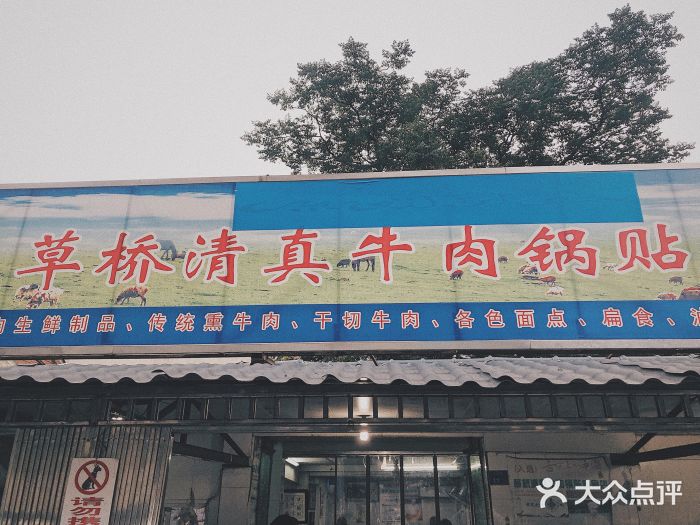 草桥清真牛肉锅贴
生鲜制品、传统熏牛肉、干切牛肉、各色面点、扁食、
请勿携
大众点评